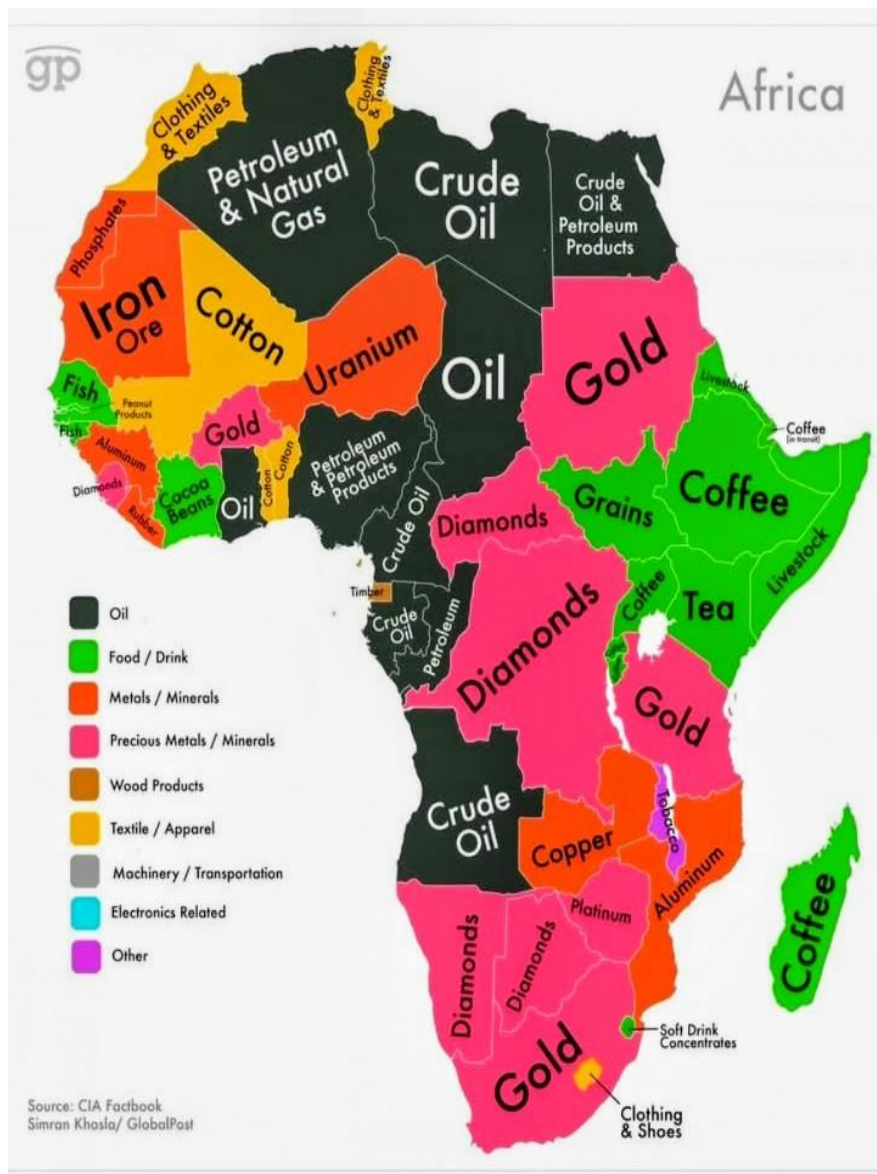 gp
Africa
Clothing
& Textiles
Clothing
& Textiles
Petroleum
& Natural
Gas
Crude
Oil
Crude
Oil &
Petroleum
Products
Phosphates
Iron
Ore
Cotton
Uranium
Oil
Gold
Fish
Peanut
Products
Fish
Gold
Livestock
Coffee
(in transit)
Aluminum
Diamonds
Rubber
Cocoa
Beans
Oil
Cotton
Cotton
Petroleum
& Petroleum
Products
Crude Oil
Diamonds
Grains
Coffee
Livestock
Timber
Crude
Oil
Petroleum
Diamonds
Coffee
Tea
Gold
Oil
Food / Drink
Metals / Minerals
Precious Metals / Minerals
Wood Products
Textile / Apparel
Machinery / Transportation
Electronics Related
Other
Crude
Oil
Copper
Tobacco
Aluminum
Platinum
Diamonds
Diamonds
Coffee
Gold
Soft Drink
Concentrates
Clothing
& Shoes
Source: CIA Factbook
Simran Khosla/ GlobalPost